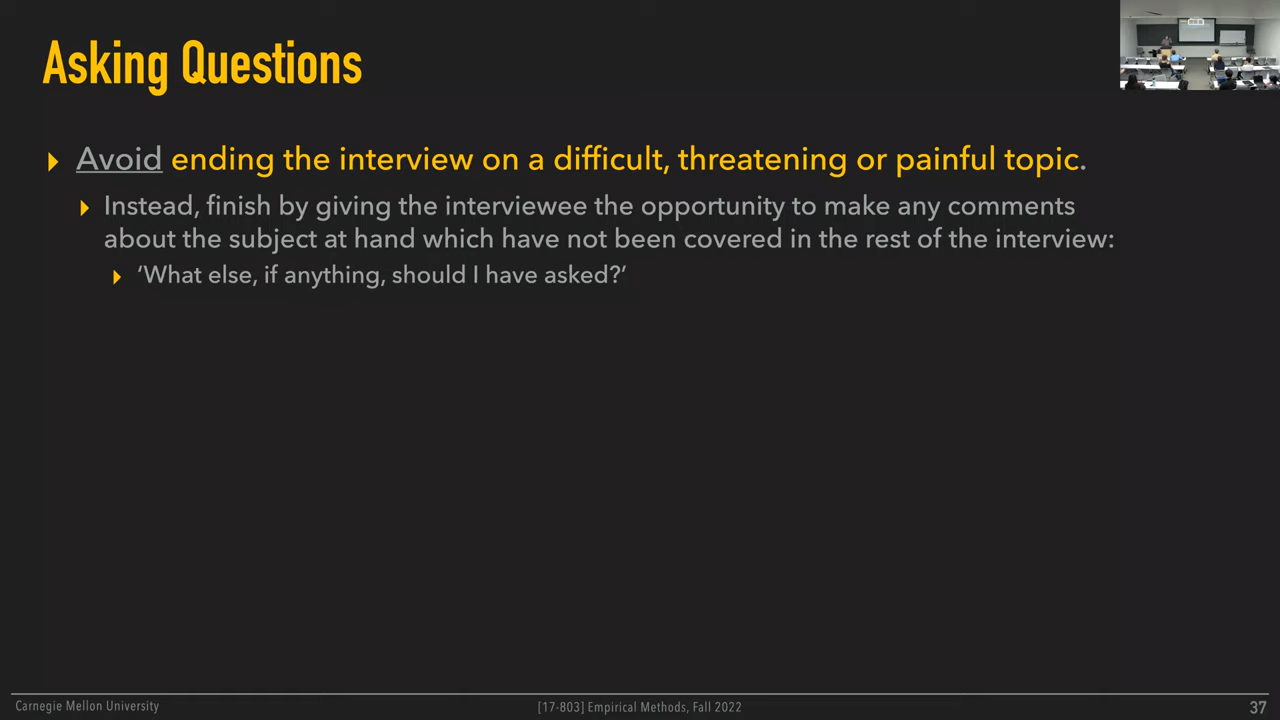 Asking Questions
Avoid ending the interview on a difficult, threatening or painful topic.
Instead, finish by giving the interviewee the opportunity to make any comments
about the subject at hand which have not been covered in the rest of the interview:
‘What else, if anything, should I have asked?’
Carnegie Mellon University
[17-803] Empirical Methods, Fall 2022
37